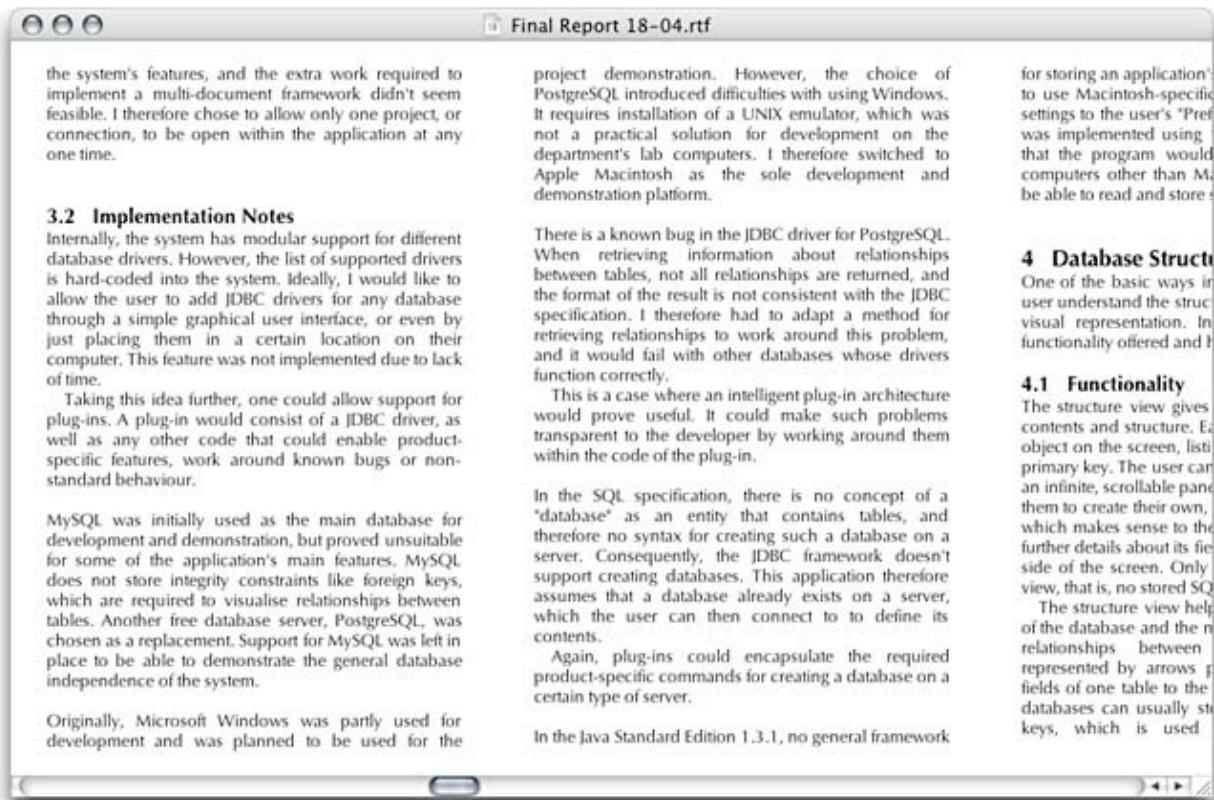 Final Report 18-04.rtf
the system's features, and the extra work required to
implement a multi-document framework didn't seem
feasible. I therefore chose to allow only one project, or
connection, to be open within the application at any
one time.
3.2 Implementation Notes
Internally, the system has modular support for different
database drivers. However, the list of supported drivers
is hard-coded into the system. Ideally, I would like to
allow the user to add JDBC drivers for any database
through a simple graphical user interface, or even by
just placing them in a certain location on their
computer. This feature was not implemented due to lack
of time.
Taking this idea further, one could allow support for
plug-ins. A plug-in would consist of a JDBC driver, as
well as any other code that could enable product-
specific features, work around known bugs or non-
standard behaviour.
MySQL was initially used as the main database for
development and demonstration, but proved unsuitable
for some of the application's main features. MySQL
does not store integrity constraints like foreign keys,
which are required to visualise relationships between
tables. Another free database server, PostgreSQL, was
chosen as a replacement. Support for MySQL was left in
place to be able to demonstrate the general database
independence of the system.
Originally, Microsoft Windows was partly used for
development and was planned to be used for the
project demonstration. However, the choice of
PostgreSQL introduced difficulties with using Windows.
It requires installation of a UNIX emulator, which was
not a practical solution for development on the
department's lab computers. I therefore switched to
Apple Macintosh as the sole development and
demonstration platform.
There is a known bug in the JDBC driver for PostgreSQL.
When retrieving information about relationships
between tables, not all relationships are returned, and
the format of the result is not consistent with the JDBC
specification. I therefore had to adapt a method for
retrieving relationships to work around this problem,
and it would fail with other databases whose drivers
function correctly.
This is a case where an intelligent plug-in architecture
would prove useful. It could make such problems
transparent to the developer by working around them
within the code of the plug-in.
In the SQL specification, there is no concept of a
"database" as an entity that contains tables, and
therefore no syntax for creating such a database on a
server. Consequently, the JDBC framework doesn't
support creating databases. This application therefore
assumes that a database already exists on a server,
which the user can then connect to to define its
contents.
Again, plug-ins could encapsulate the required
product-specific commands for creating a database on a
certain type of server.
In the Java Standard Edition 1.3.1, no general framework
for storing an application'
to use Macintosh-specific
settings to the user's "Pref
was implemented using
that the program would
computers other than Ma
be able to read and store
4 Database Struct
One of the basic ways in
user understand the struc
visual representation. In
functionality offered and
4.1 Functionality
The structure view gives
contents and structure. Ea
object on the screen, listi
primary key. The user can
an infinite, scrollable pane
them to create their own,
which makes sense to the
further details about its fie
side of the screen. Only
view, that is, no stored SQ
The structure view help
of the database and the n
relationships between
represented by arrows p
fields of one table to the
databases can usually sto
keys, which is used